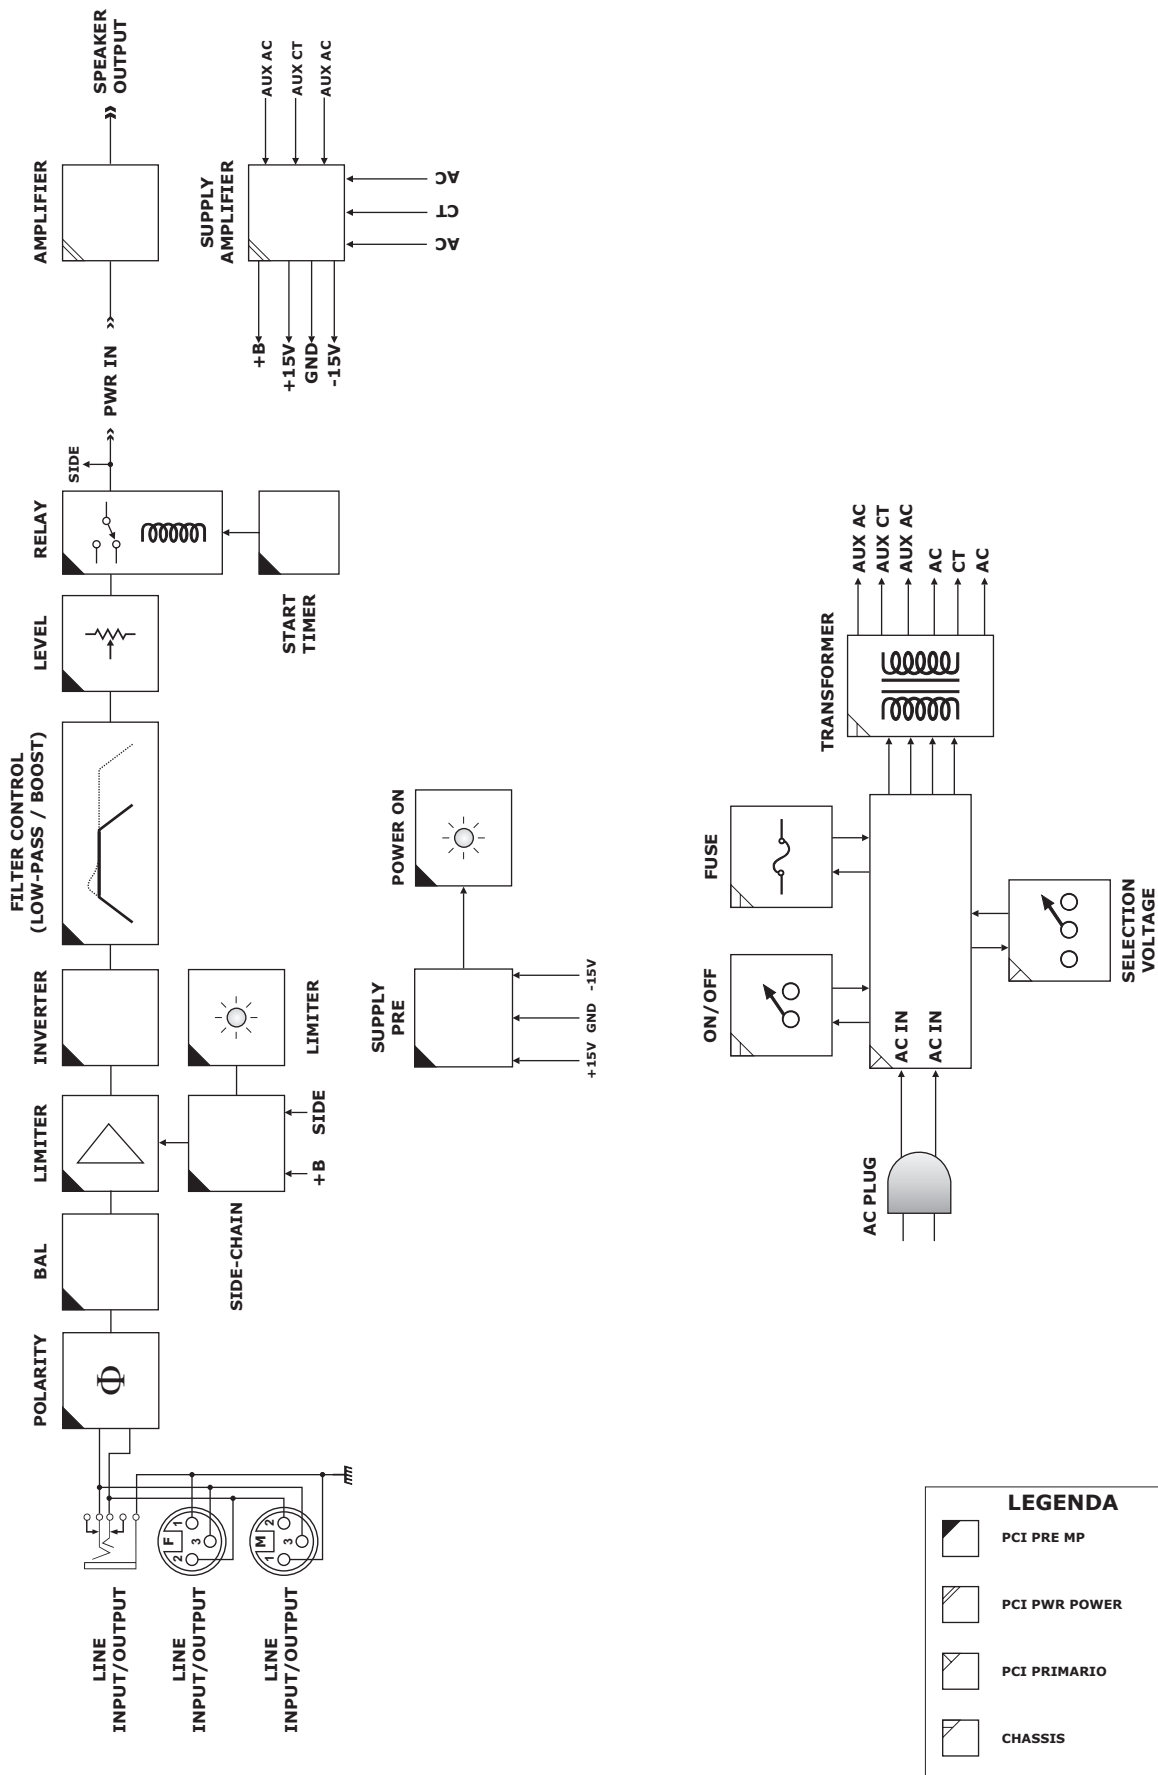 LINE
INPUT/OUTPUT
LINE
INPUT/OUTPUT
LINE
INPUT/OUTPUT
F
1
2
3
M
1
2
3
POLARITY
Φ
BAL
LIMITER
INVERTER
FILTER CONTROL
(LOW-PASS / BOOST)
LEVEL
RELAY
SIDE
PWR IN
AMPLIFIER
SPEAKER
OUTPUT
SIDE-CHAIN
+B
SIDE
LIMITER
START
TIMER
SUPPLY
AMPLIFIER
AUX AC
AUX CT
AUX AC
AC
CT
AC
+B
+15V
GND
-15V
SUPPLY
PRE
+15V
GND
-15V
POWER ON
AC PLUG
AC IN
AC IN
ON/OFF
FUSE
SELECTION
VOLTAGE
TRANSFORMER
AUX AC
AUX CT
AUX AC
AC
CT
AC
LEGENDA
PCI PRE MP
PCI PWR POWER
PCI PRIMARIO
CHASSIS